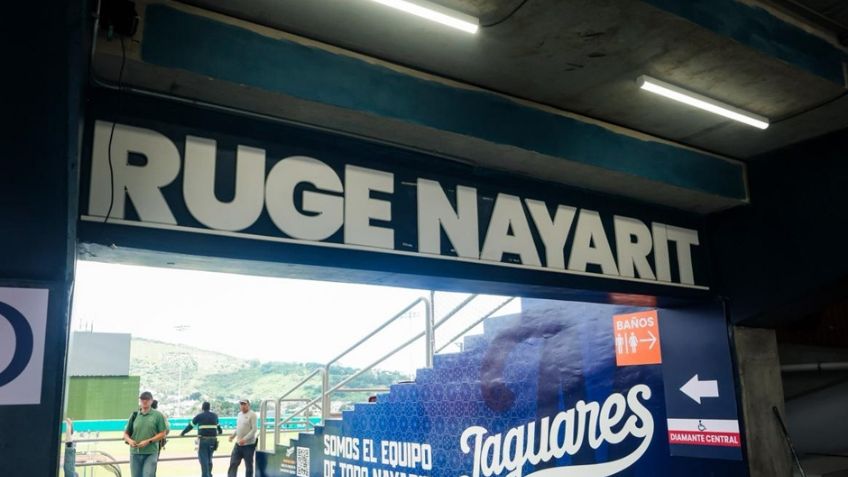 RUGE NAYARIT
BAÑOS
DIAMANTE CENTRAL
Jaguares
SOMOS EL EQUIPO
DE TODO NAYARIT